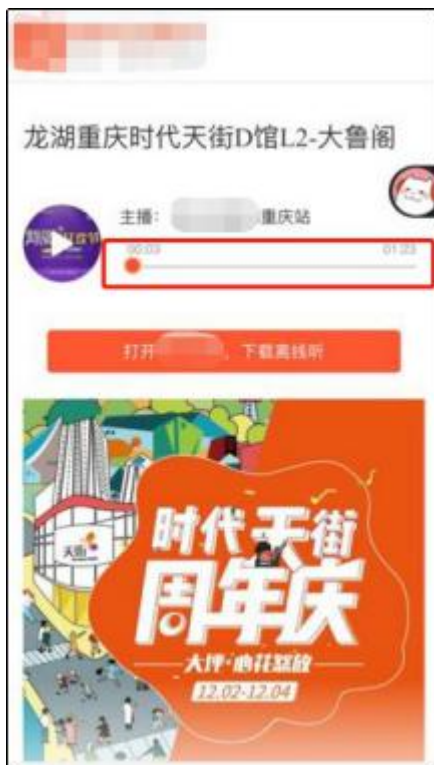 龙湖重庆时代天街D馆L2-大鲁阁
主播：
重庆站
00:03
01:23
打开
，下载离线听
天街
时代天街
周年庆
大坪·心花怒放
12.02-12.04